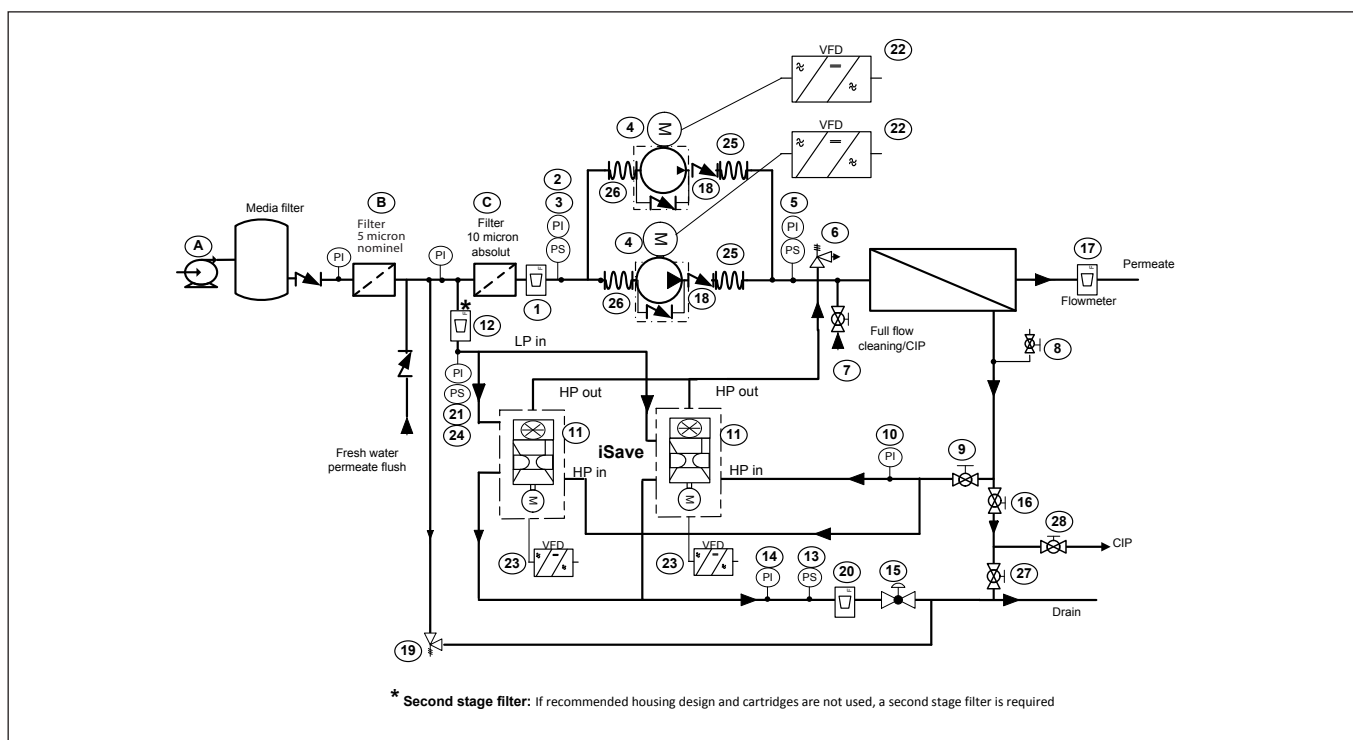 VFD
22
VFD
22
4
M
25
26
18
2
3
PI
PS
B
Filter
5 micron
nominel
C
Filter
10 micron
absolut
Media filter
A
PI
PI
4
M
25
26
18
5
PI
PS
6
17
Permeate
Flowmeter
1
*
12
LP in
PI
PS
21
24
Full flow
cleaning/CIP
7
8
HP out
HP out
11
iSave
11
HP in
HP in
M
M
10
PI
9
16
28
CIP
27
Fresh water
permeate flush
23
VFD
23
VFD
14
PI
13
PS
20
15
Drain
19
* Second stage filter: If recommended housing design and cartridges are not used, a second stage filter is required